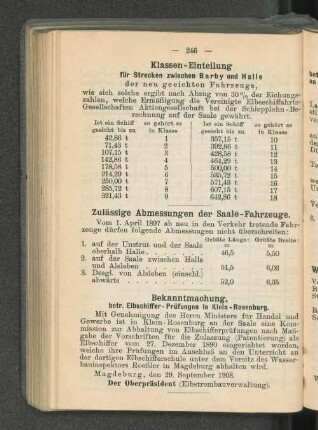 — 246 —
Klassen-Einteilung
für Strecken zwischen Barby und Halle
der neu geeichten Fahrzeuge,
wie sich solche ergibt nach Abzug von 30% der Eichungs-
zahlen, welche Ermäßigung die Vereinigte Elbeschiffahrts-
Gesellschaften Aktiengesellschaft bei der Schlepplohn-Be-
rechnung auf der Saale gewährt.
Ist ein Schiff so gehört es Ist ein Schiff so gehört es
geeicht bis zu in Klasse geeicht bis zu in Klasse
42,86 t 1 357,15 t 10
71,43 t 2 392,86 t 11
107,15 t 3 428,58 t 12
142,86 t 4 464,29 t 13
178,58 t 5 500,00 t 14
214,29 t 6 535,72 t 15
250,00 t 7 571,43 t 16
285,72 t 8 607,15 t 17
321,43 t 9 642,86 t 18
Zulässige Abmessungen der Saale-Fahrzeuge.
Vom 1. April 1897 ab neu in den Verkehr tretende Fahr-
zeuge dürfen folgende Abmessungen nicht überschreiten:
Größte Länge: Größte Breite:
1. auf der Unstrut und der Saale m m
oberhalb Halle 46,5 5,50
2. auf der Saale zwischen Halle
und Alsleben 51,5 6,02
3. Desgl. von Alsleben (einschl.)
abwärts 52,0 6,35
Bekanntmachung,
betr. Elbschiffer-Prüfungen in Klein-Rosenburg.
Mit Genehmigung des Herrn Ministers für Handel und
Gewerbe ist in Klein-Rosenburg an der Saale eine Kom-
mission zur Abhaltung von Elbschifferprüfungen nach Maß-
gabe der Vorschriften für die Zulassung (Patentierung) als
Elbschiffer vom 27. Dezember 1890 eingerichtet worden,
welche ihre Prüfungen im Anschluß an den Unterricht an
der dortigen Elbschifferschule unter dem Vorsitz des Wasser-
bauinspektors Roeßler in Magdeburg abhalten wird.
Magdeburg, den 29. September 1908.
Der Oberpräsident (Elbstrombauverwaltung).